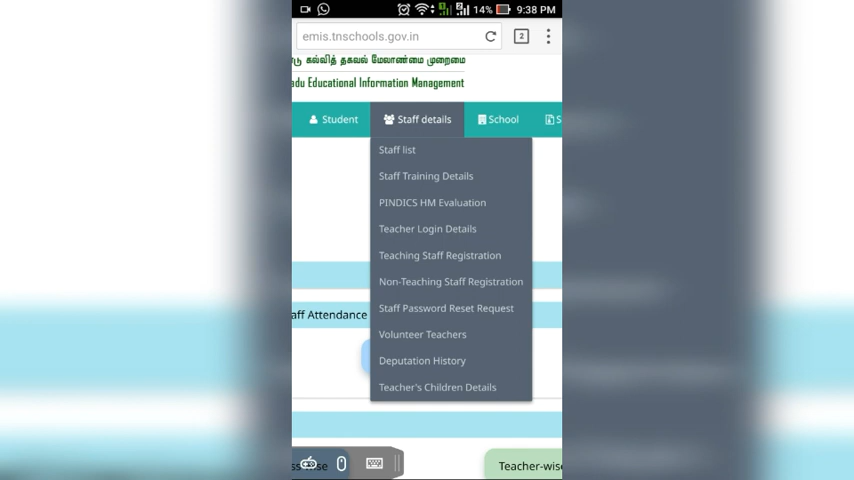 14% 9:38 PM
emis.tnschools.gov.in 2
டு கல்வித் தகவல் மேலாண்மை முறைமை
adu Educational Information Management
Student Staff details School S
Staff list
Staff Training Details
PINDICS HM Evaluation
Teacher Login Details
Teaching Staff Registration
Non-Teaching Staff Registration
Staff Password Reset Request
aff Attendance
Volunteer Teachers
Deputation History
Teacher's Children Details
Teacher-wise